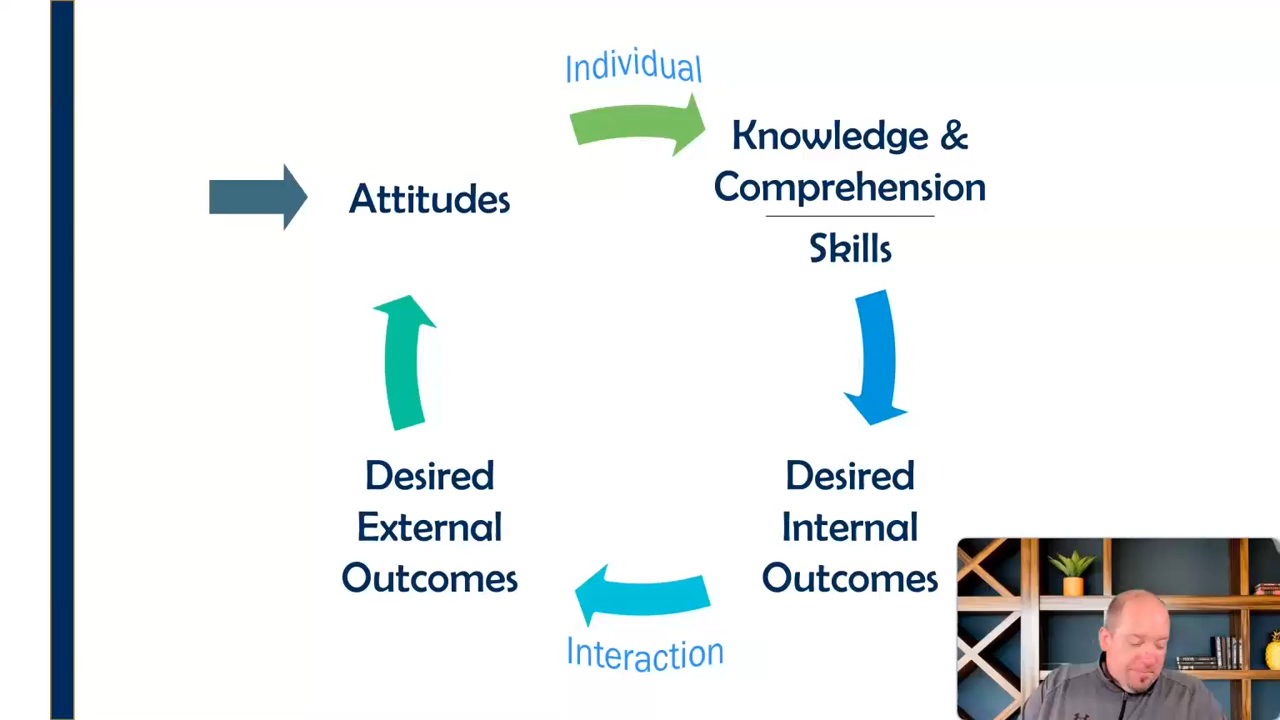 Individual
Knowledge &
Comprehension
Skills
Attitudes
Desired
External
Outcomes
Desired
Internal
Outcomes
Interaction